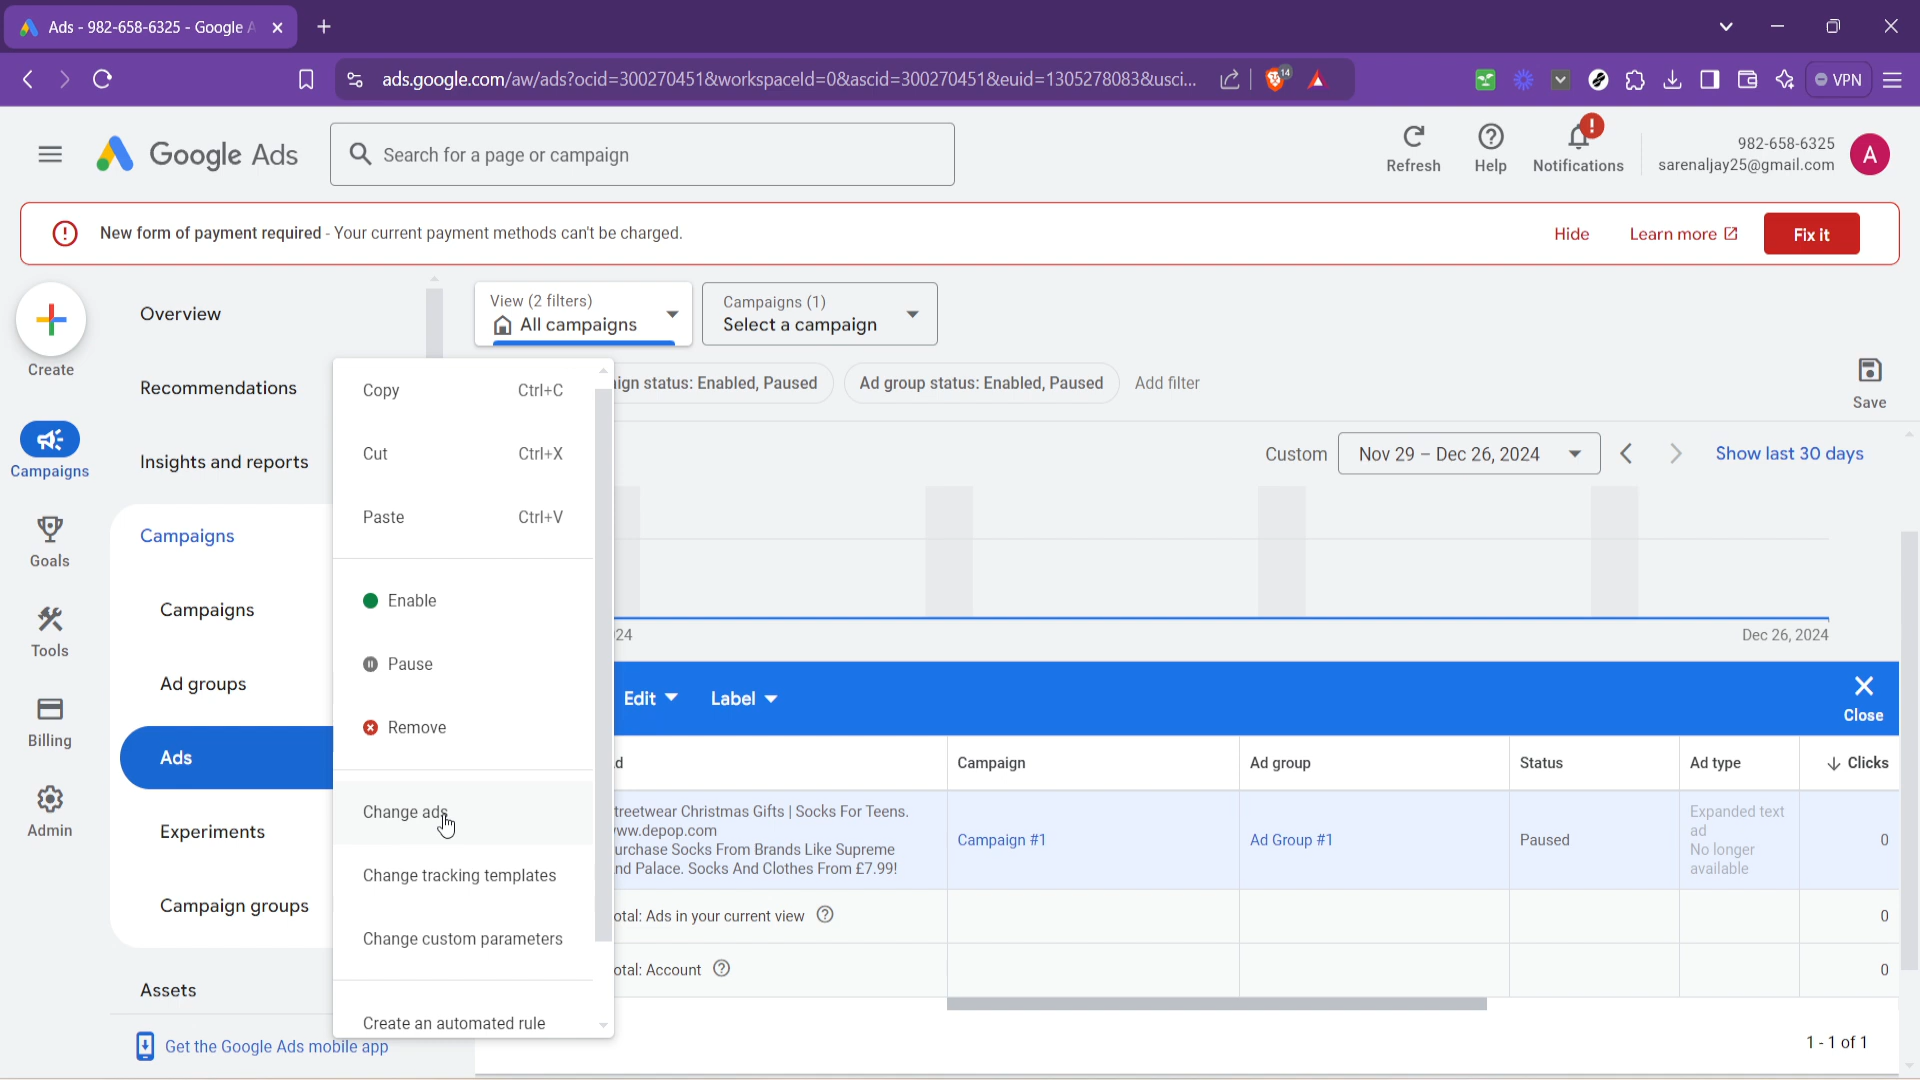 Ads - 982-658-6325 - Google A
ads.google.com/aw/ads?ocid=300270451&workspaceId=0&ascid=300270451&euid=1305278083&usci...
14
VPN
Google Ads
Search for a page or campaign
Refresh
Help
Notifications
982-658-6325
sarenaljay25@gmail.com
A
New form of payment required - Your current payment methods can't be charged.
Hide
Learn more
Fix it
Create
Campaigns
Goals
Tools
Billing
Admin
Overview
Recommendations
Insights and reports
Campaigns
Campaigns
Ad groups
Ads
Experiments
Campaign groups
Assets
Get the Google Ads mobile app
View (2 filters)
All campaigns
Campaigns (1)
Select a campaign
ign status: Enabled, Paused
Ad group status: Enabled, Paused
Add filter
Save
Custom
Nov 29 – Dec 26, 2024
Show last 30 days
Copy Ctrl+C
Cut Ctrl+X
Paste Ctrl+V
Enable
Pause
Remove
Change ads
Change tracking templates
Change custom parameters
Create an automated rule
24
Dec 26, 2024
Edit
Label
Close
d
Campaign
Ad group
Status
Ad type
Clicks
treetwear Christmas Gifts | Socks For Teens.
ww.depop.com
urchase Socks From Brands Like Supreme
nd Palace. Socks And Clothes From £7.99!
Campaign #1
Ad Group #1
Paused
Expanded text
ad
No longer
available
0
otal: Ads in your current view
0
otal: Account
0
1 - 1 of 1